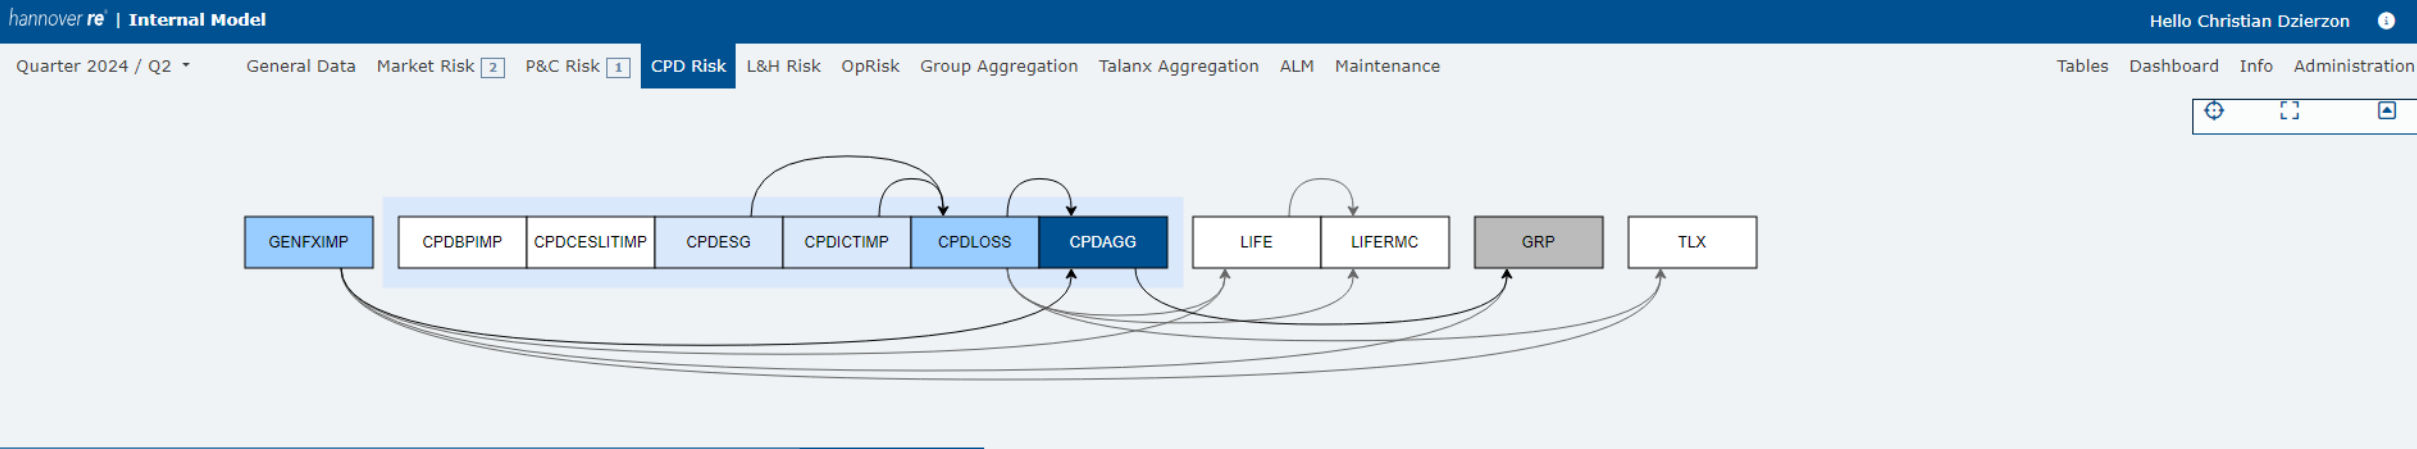 hannover re | Internal Model
Hello Christian Dzierzon
Quarter 2024 / Q2 General Data Market Risk 2 P&C Risk 1 CPD Risk L&H Risk OpRisk Group Aggregation Talanx Aggregation ALM Maintenance Tables Dashboard Info Administration
GENFXIMP CPDBPIMP CPDCESLITIMP CPDESG CPDICTIMP CPDLOSS CPDAGG LIFE LIFERMC GRP TLX